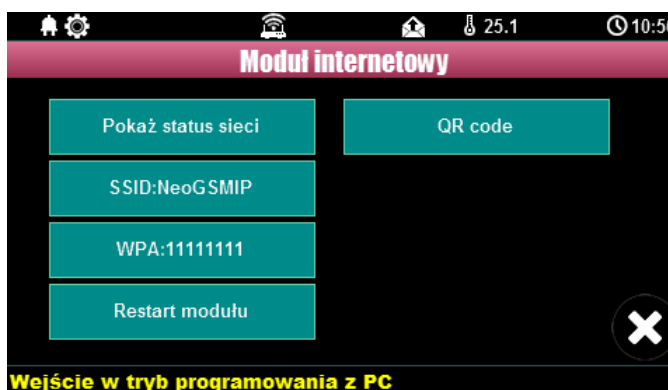 25.1 10:56
Moduł internetowy
Pokaż status sieci
QR code
SSID:NeoGSMIP
WPA:11111111
Restart modułu
Wejście w tryb programowania z PC